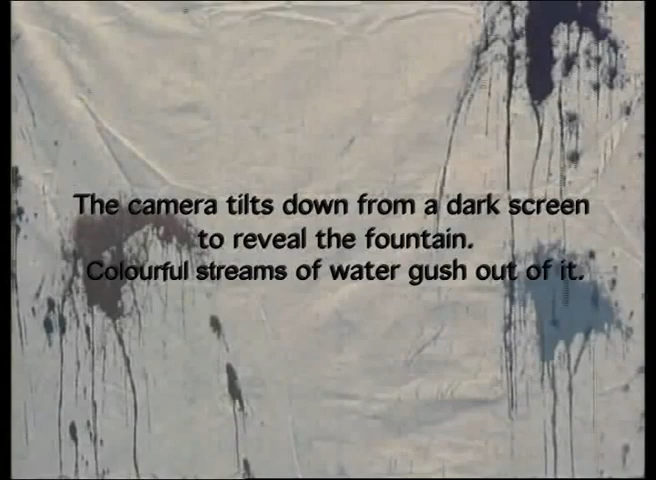 The camera tilts down from a dark screen
to reveal the fountain.
Colourful streams of water gush out of it.